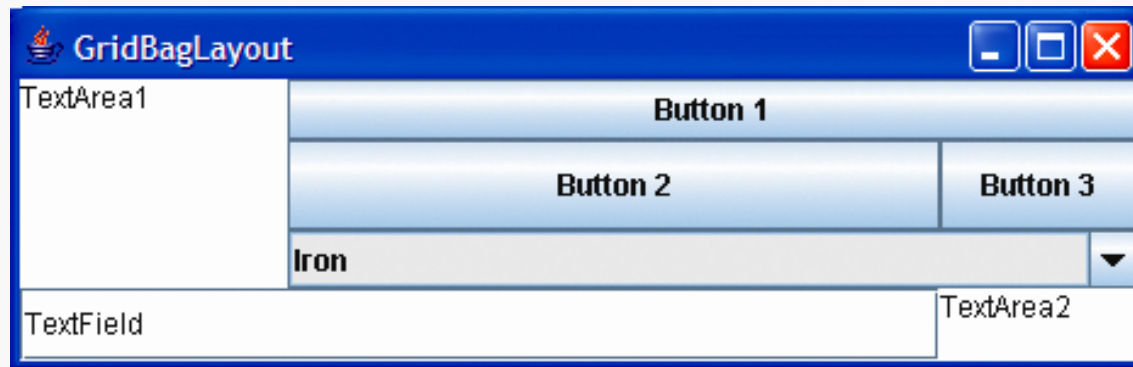 GridBagLayout
TextArea1
Button 1
Button 2
Button 3
Iron
TextField
TextArea2